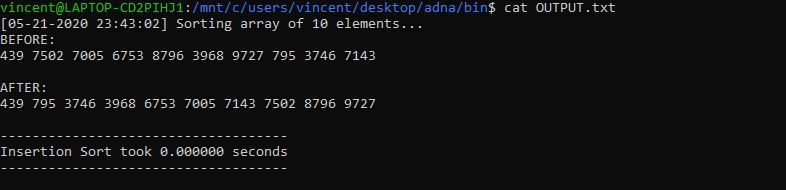 vincent@LAPTOP-CD2PIHJ1:/mnt/c/users/vincent/desktop/adna/bin$ cat OUTPUT.txt
[05-21-2020 23:43:02] Sorting array of 10 elements...
BEFORE:
439 7502 7005 6753 8796 3968 9727 795 3746 7143
AFTER:
439 795 3746 3968 6753 7005 7143 7502 8796 9727
------------------------------------
Insertion Sort took 0.000000 seconds
------------------------------------